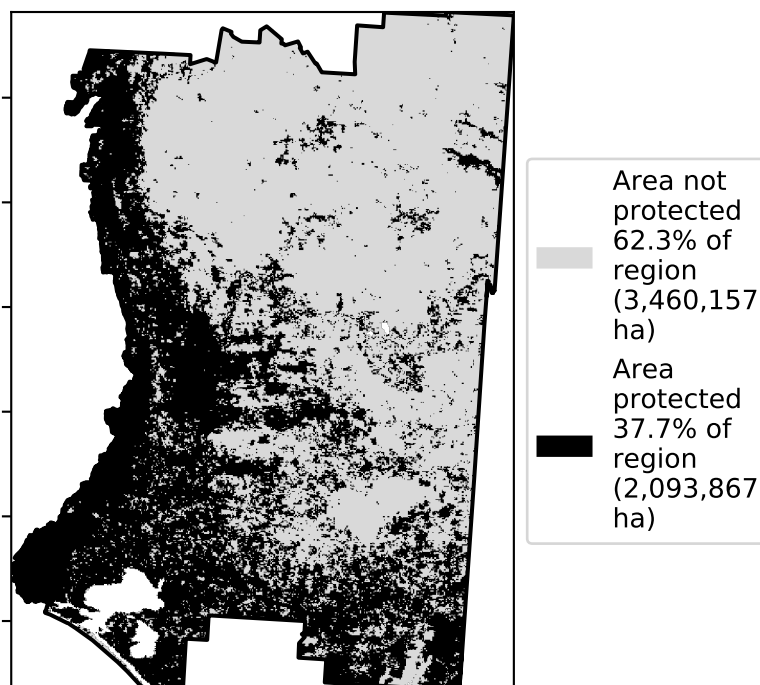 Area not
protected
62.3% of
region
(3,460,157
ha)
Area
protected
37.7% of
region
(2,093,867
ha)